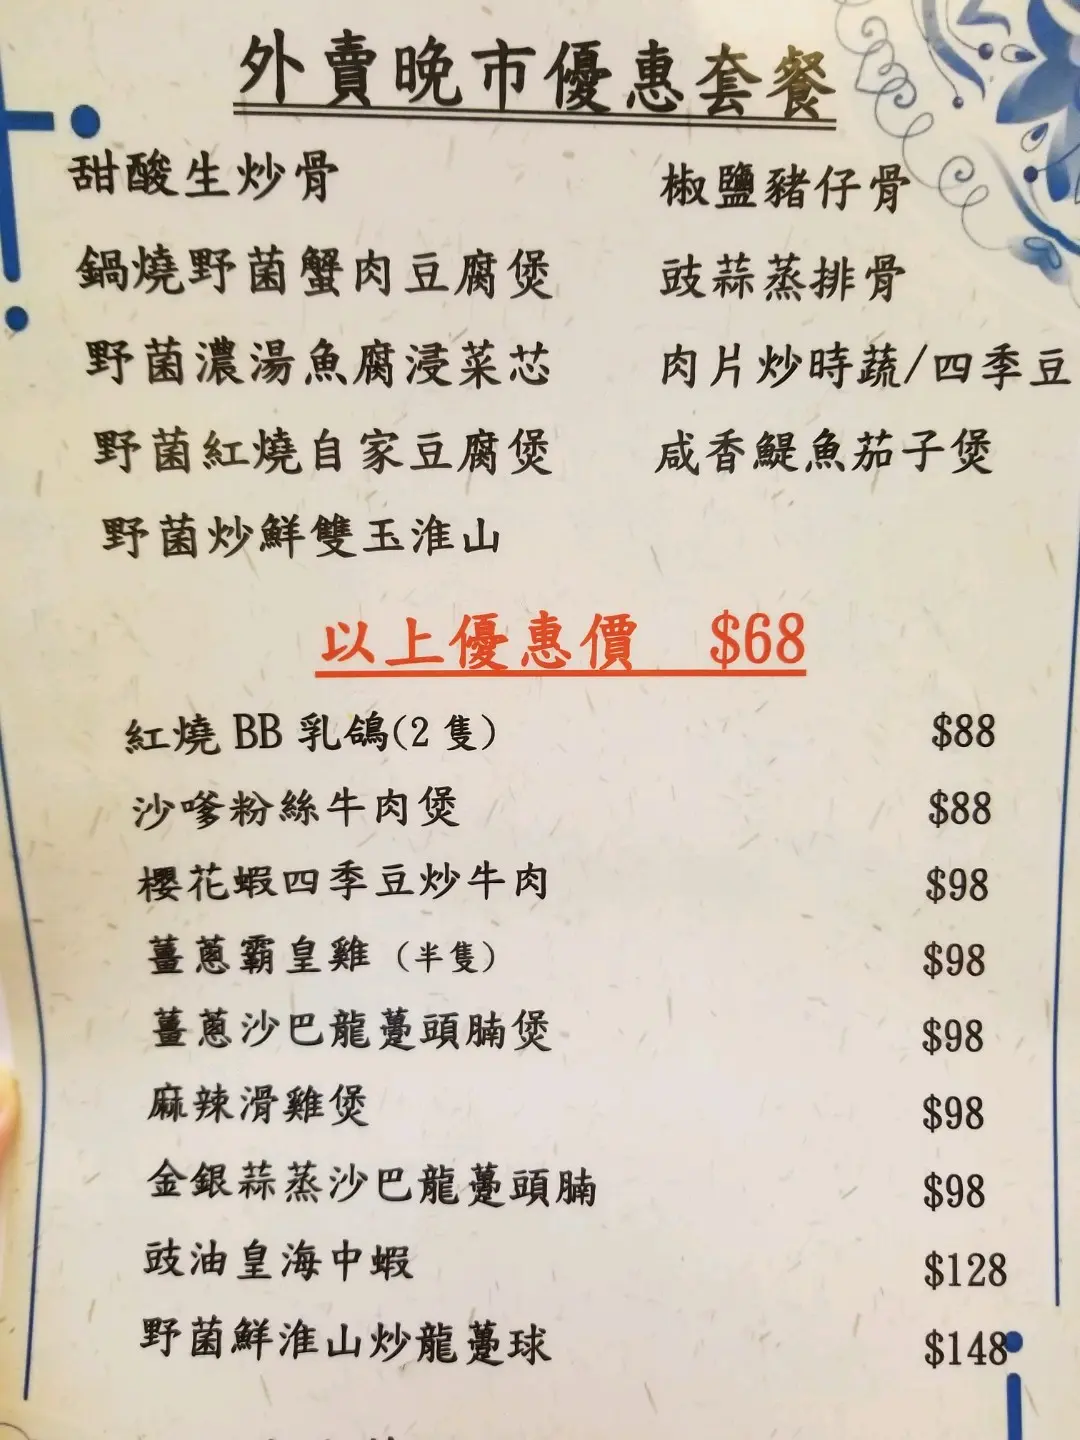 外賣晚市優惠套餐
甜酸生炒骨 椒鹽豬仔骨
鍋燒野菌蟹肉豆腐煲 豉蒜蒸排骨
野菌濃湯魚腐浸菜芯 肉片炒時蔬/四季豆
野菌紅燒自家豆腐煲 咸香鯷魚茄子煲
野菌炒鮮雙玉淮山
以上優惠價 $68
紅燒BB乳鴿(2隻) $88
沙嗲粉絲牛肉煲 $88
櫻花蝦四季豆炒牛肉 $98
薑蔥霸皇雞（半隻） $98
薑蔥沙巴龍躉頭腩煲 $98
麻辣滑雞煲 $98
金銀蒜蒸沙巴龍躉頭腩 $98
豉油皇海中蝦 $128
野菌鮮淮山炒龍躉球 $148